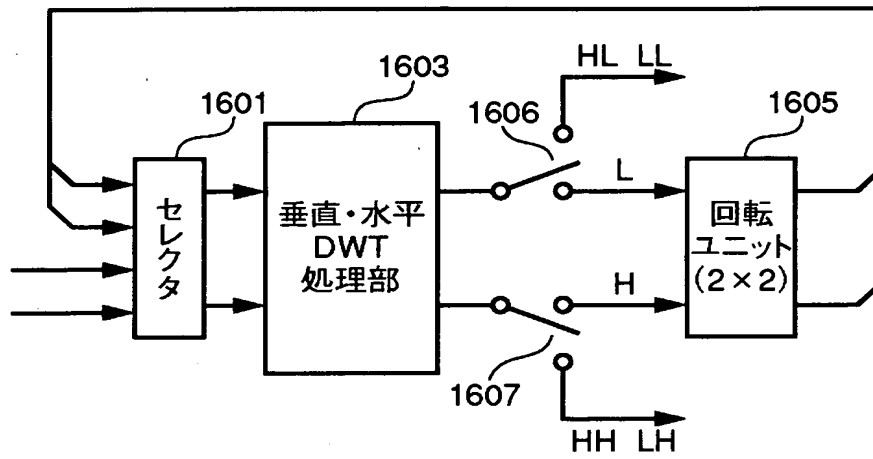 HL LL
1603
1606
1605
1601
L
セレクタ
垂直・水平
DWT
処理部
回転
ユニット
(2×2)
H
1607
HH LH